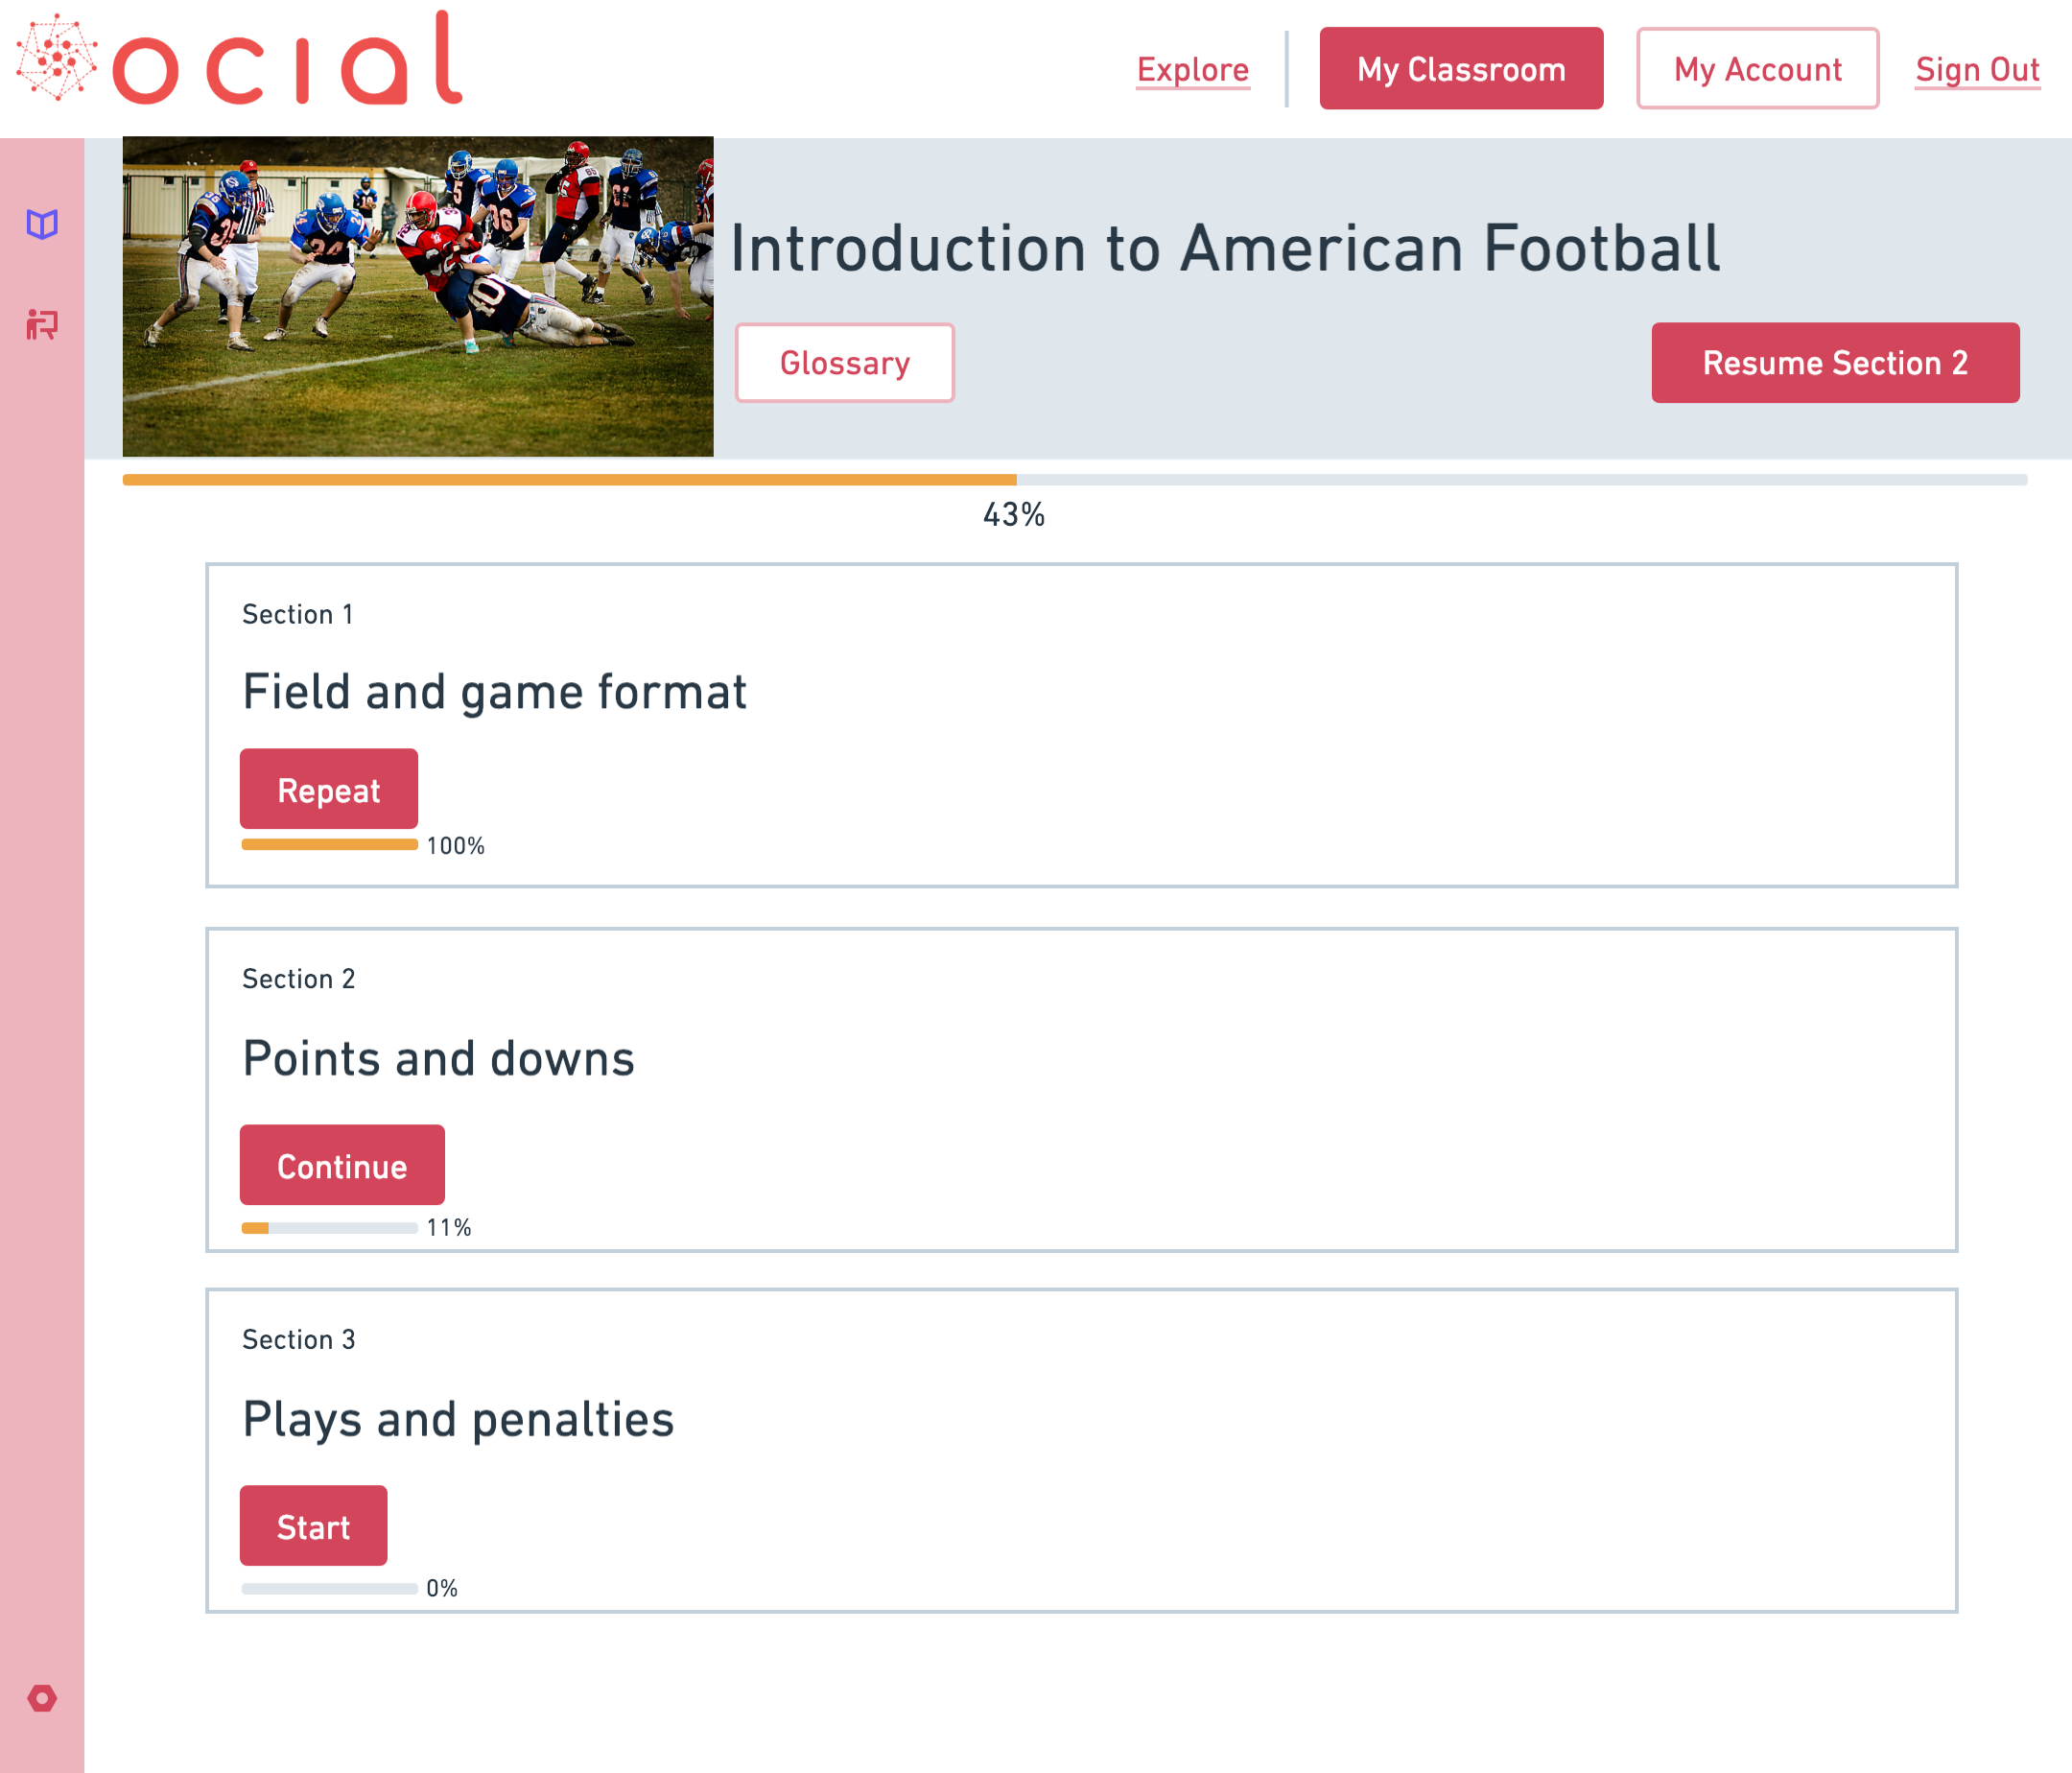 ocial
Explore
My Classroom
My Account
Sign Out
Introduction to American Football
Glossary
Resume Section 2
43%
Section 1
Field and game format
Repeat
100%
Section 2
Points and downs
Continue
11%
Section 3
Plays and penalties
Start
0%